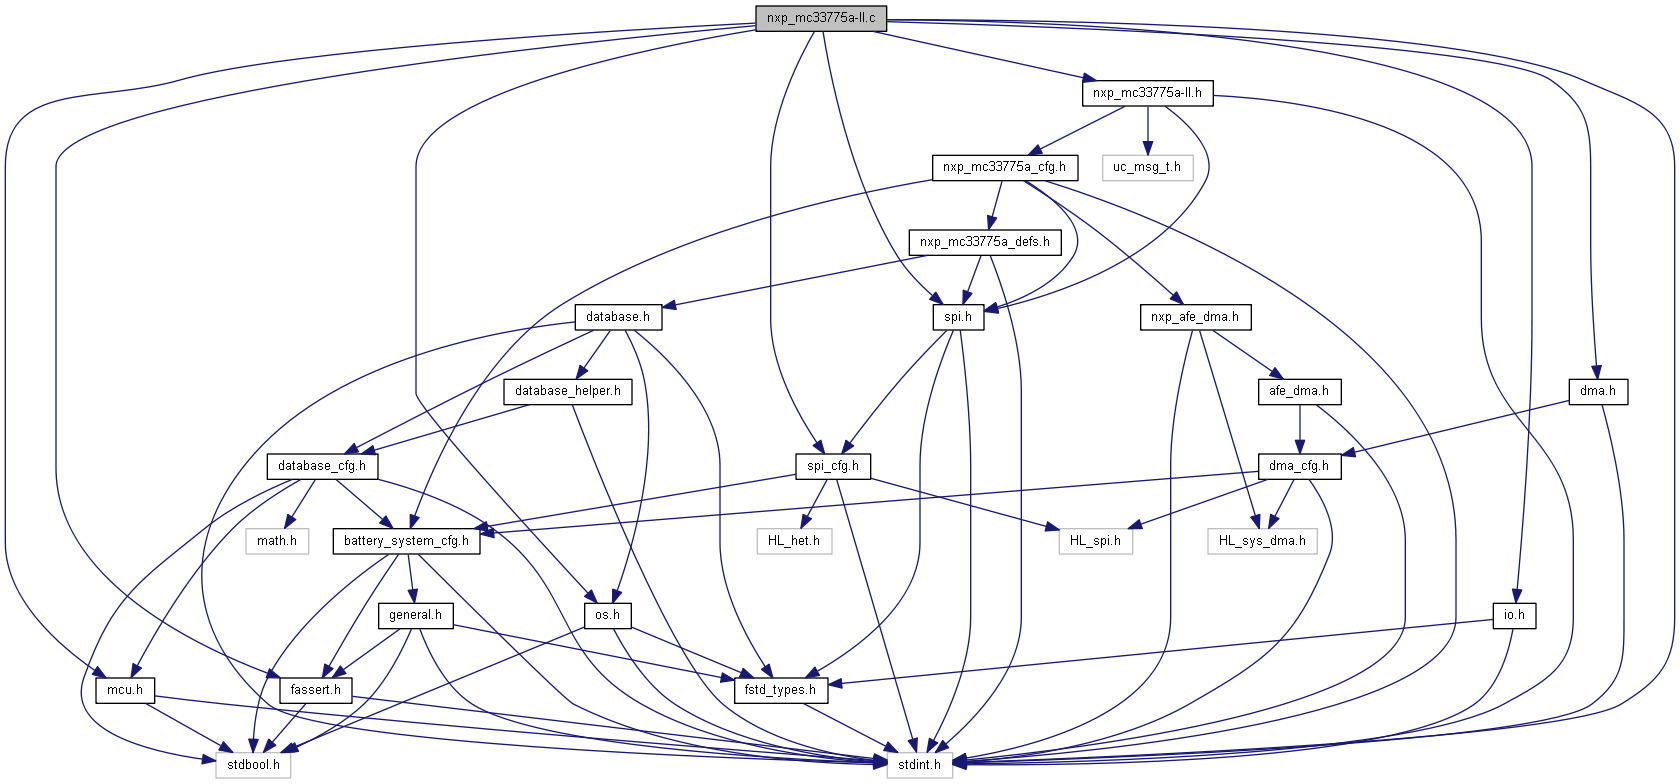 nxp_mc33775a-ll.c
nxp_mc33775a-ll.h
nxp_mc33775a_cfg.h
uc_msg_t.h
nxp_mc33775a_defs.h
database.h
spi.h
nxp_afe_dma.h
database_helper.h
afe_dma.h
dma.h
database_cfg.h
spi_cfg.h
dma_cfg.h
math.h
battery_system_cfg.h
HL_het.h
HL_spi.h
HL_sys_dma.h
general.h
os.h
io.h
mcu.h
fassert.h
fstd_types.h
stdbool.h
stdint.h